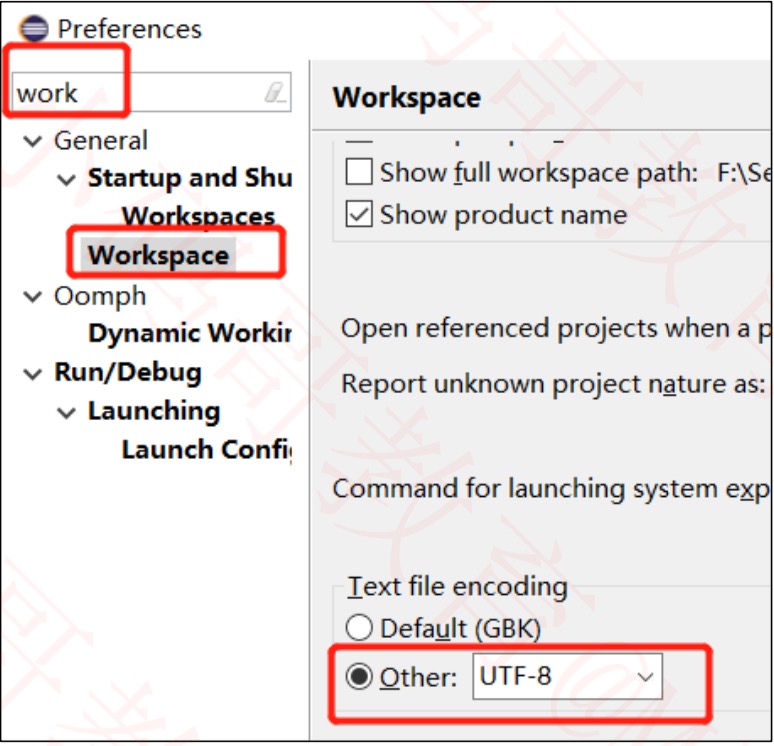 Preferences
work
General
Startup and Shu
Workspaces
Workspace
Oomph
Dynamic Workin
Run/Debug
Launching
Launch Config
Workspace
Show full workspace path: F:\Se
Show product name
Open referenced projects when a p
Report unknown project nature as:
Command for launching system exp
Text file encoding
Default (GBK)
Other: UTF-8